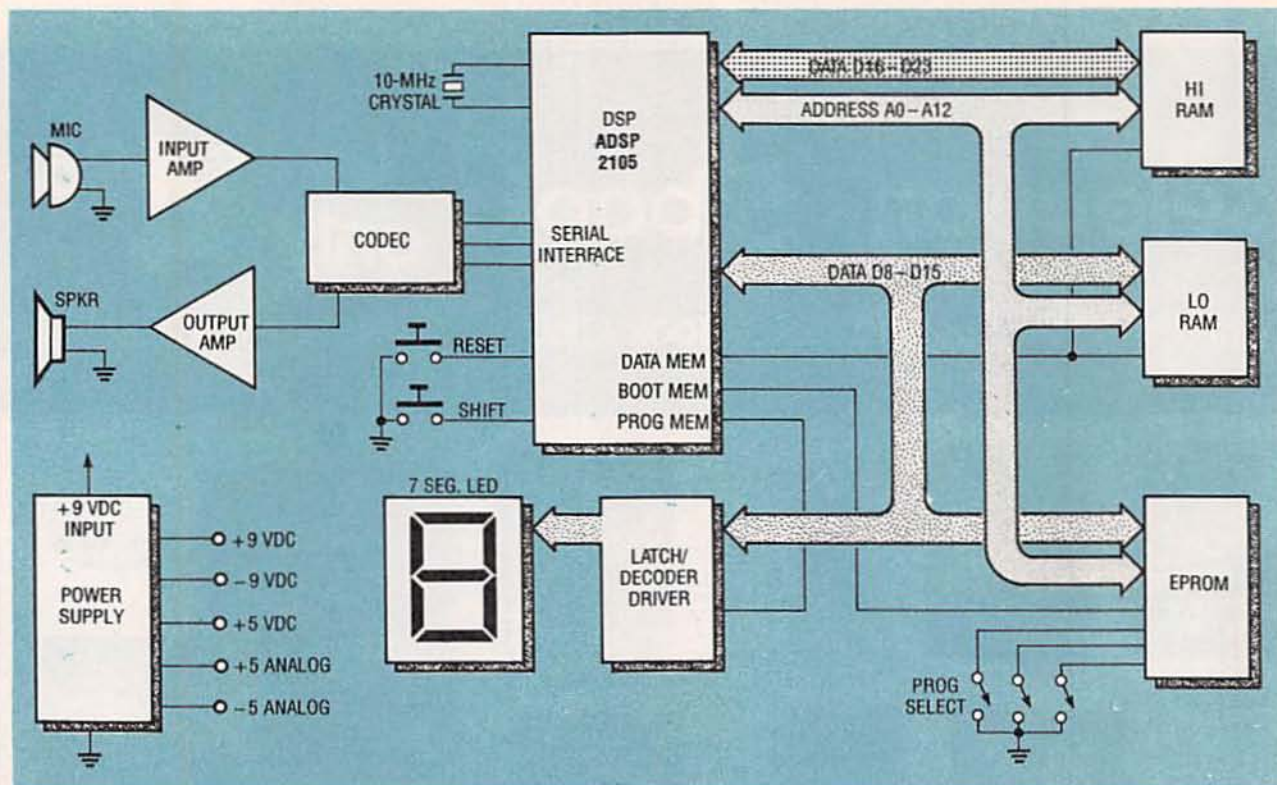 MIC
INPUT
AMP
10-MHz
CRYSTAL
DSP
ADSP
2105
DATA D16–D23
ADDRESS A0–A12
HI
RAM
CODEC
SERIAL
INTERFACE
DATA D8–D15
LO
RAM
SPKR
OUTPUT
AMP
RESET
SHIFT
DATA MEM
BOOT MEM
PROG MEM
+9 VDC
INPUT
POWER
SUPPLY
+9 VDC
−9 VDC
+5 VDC
+5 ANALOG
−5 ANALOG
7 SEG. LED
8
LATCH/
DECODER
DRIVER
EPROM
PROG
SELECT